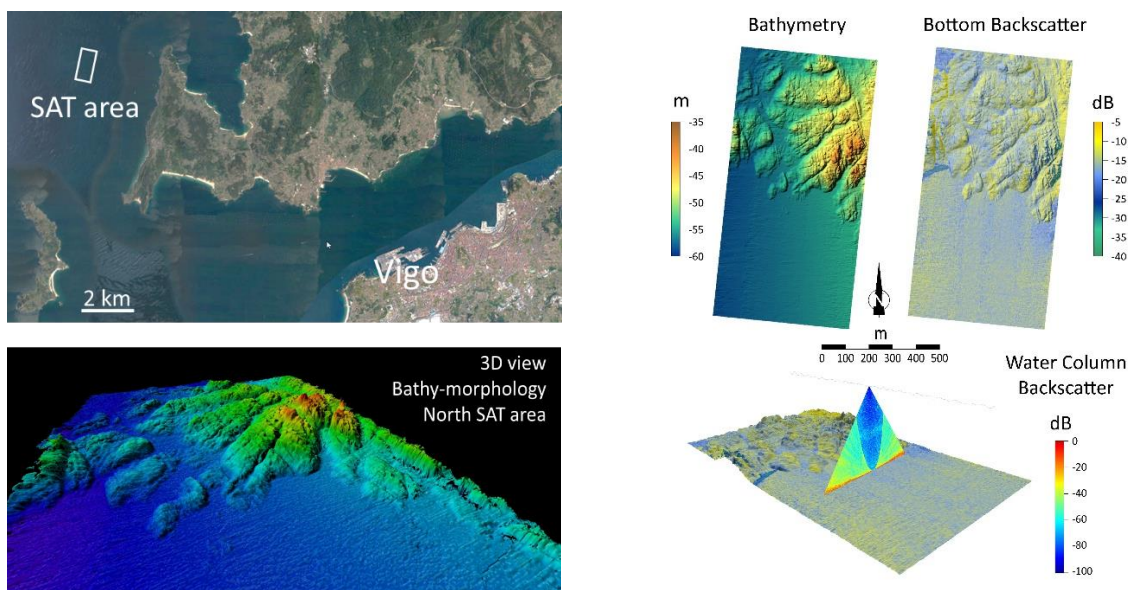 SAT area
Vigo
2 km
3D view
Bathy-morphology
North SAT area
Bathymetry
Bottom Backscatter
m
-35
-40
-45
-50
-55
-60
dB
-5
-10
-15
-20
-25
-30
-35
-40
N
m
0 100 200 300 400 500
Water Column
Backscatter
dB
0
-20
-40
-60
-80
-100